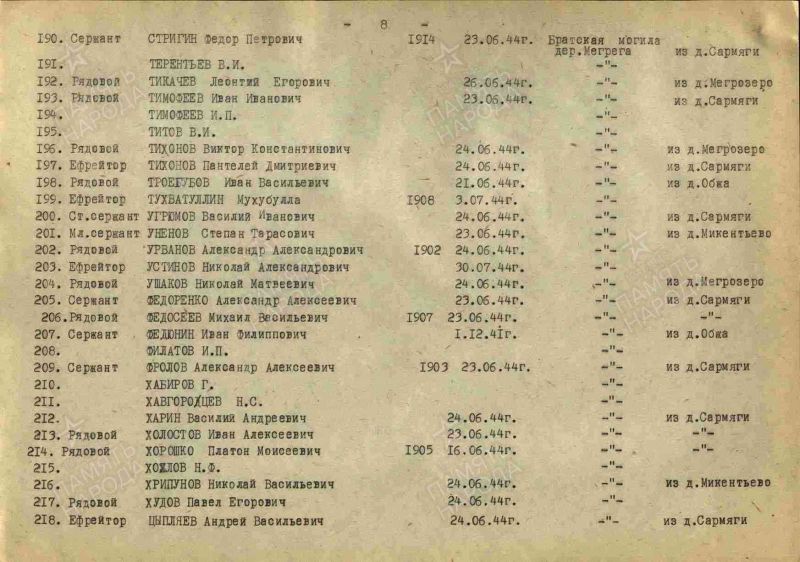 - 8 -
190. Сержант СТРИГИН Федор Петрович 1914 23.06.44г. Братская могила
дер.Мегрега из д.Сармяги
191. ТЕРЕНТЬЕВ В.И. -"-
192. Рядовой ТИКАЧЕВ Леонтий Егорович 26.06.44г. -"- из д.Мегрозеро
193. Рядовой ТИМОФЕЕВ Иван Иванович 23.06.44г. -"- из д.Сармяги
194. ТИМОФЕЕВ И.П. -"-
195. ТИТОВ В.И. -"-
196. Рядовой ТИХОНОВ Виктор Константинович 24.06.44г. -"- из д.Мегрозеро
197. Ефрейтор ТИХОНОВ Пантелей Дмитриевич 24.06.44г. -"- из д.Сармяги
198. Рядовой ТРОЕГУБОВ Иван Васильевич 21.06.44г. -"- из д.Обжа
199. Ефрейтор ТУХВАТУЛЛИН Мухубулла 1908 3.07.44г. -"-
200. Ст.сержант УГРЮМОВ Василий Иванович 24.06.44г. -"- из д.Сармяги
201. Мл.сержант УНЕНОВ Степан Тарасович 23.06.44г. -"- из д.Микентьево
202. Рядовой УРВАНОВ Александр Александрович 1902 24.06.44г. -"-
203. Ефрейтор УСТИНОВ Николай Александрович 30.07.44г. -"-
204. Рядовой УШАКОВ Николай Матвеевич 24.06.44г. -"- из д.Мегрозеро
205. Сержант ФЕДОРЕНКО Александр Алексеевич 23.06.44г. -"- из д.Сармяги
206.Рядовой ФЕДОСЕЕВ Михаил Васильевич 1907 23.06.44г. -"- -"-
207. Сержант ФЕДЮНИН Иван Филиппович 1.12.41г. -"- из д.Обжа
208. ФИЛАТОВ И.П. -"-
209. Сержант ФРОЛОВ Александр Алексеевич 1903 23.06.44г. -"- из д.Сармяги
210. ХАБИРОВ Г. -"-
211. ХАВГОРОДЦЕВ Н.С. -"-
212. ХАРИН Василий Андреевич 24.06.44г. -"- из д.Сармяги
213. Рядовой ХОЛОСТОВ Иван Алексеевич 23.06.44г. -"- -"-
214. Рядовой ХОРОШКО Платон Моисеевич 1905 16.06.44г. -"- -"-
215. ХОХЛОВ Н.Ф. -"-
216. ХРИПУНОВ Николай Васильевич 24.06.44г. -"- из д.Микентьево
217. Рядовой ХУДОВ Павел Егорович 24.06.44г. -"-
218. Ефрейтор ЦЫПЛЯЕВ Андрей Васильевич 24.06.44г. -"- из д.Сармяги
ПАМЯТЬ НАРОДА